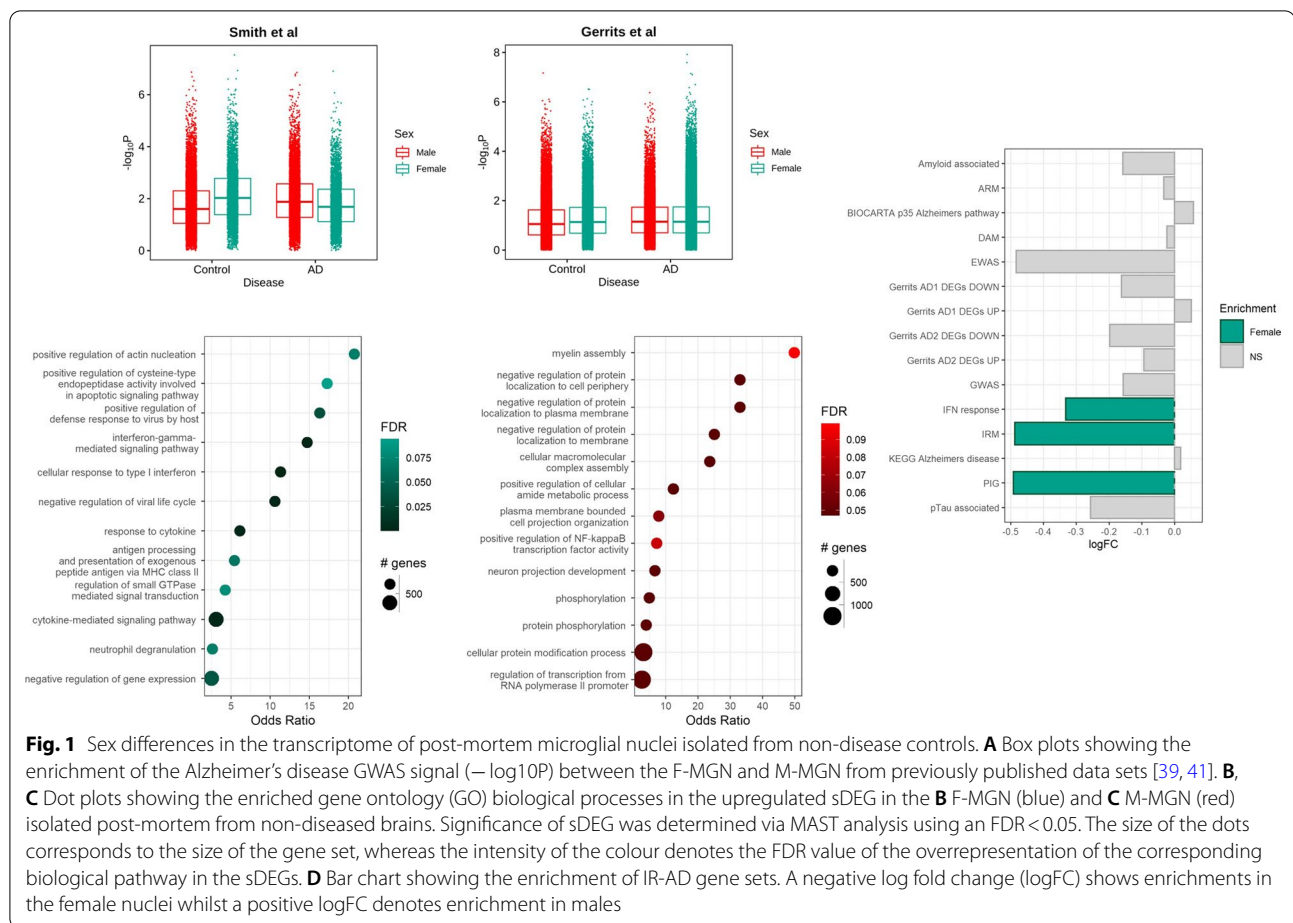 Smith et al
-log10P
6
4
2
0
Control
AD
Disease
Sex
Male
Female
Gerrits et al
-log10P
8
6
4
2
0
Control
AD
Disease
Sex
Male
Female
Amyloid associated
ARM
BIOCARTA p35 Alzheimers pathway
DAM
EWAS
Gerrits AD1 DEGs DOWN
Gerrits AD1 DEGs UP
Gerrits AD2 DEGs DOWN
Gerrits AD2 DEGs UP
GWAS
IFN response
IRM
KEGG Alzheimers disease
PIG
pTau associated
-0.5 -0.4 -0.3 -0.2 -0.1 0.0
logFC
Enrichment
Female
NS
positive regulation of actin nucleation
positive regulation of cysteine-type
endopeptidase activity involved
in apoptotic signaling pathway
positive regulation of
defense response to virus by host
interferon-gamma-
mediated signaling pathway
cellular response to type I interferon
negative regulation of viral life cycle
response to cytokine
antigen processing
and presentation of exogenous
peptide antigen via MHC class II
regulation of small GTPase
mediated signal transduction
cytokine-mediated signaling pathway
neutrophil degranulation
negative regulation of gene expression
5 10 15 20
Odds Ratio
FDR
0.075
0.050
0.025
# genes
500
myelin assembly
negative regulation of protein
localization to cell periphery
negative regulation of protein
localization to plasma membrane
negative regulation of protein
localization to membrane
cellular macromolecular
complex assembly
positive regulation of cellular
amide metabolic process
plasma membrane bounded
cell projection organization
positive regulation of NF-kappaB
transcription factor activity
neuron projection development
phosphorylation
protein phosphorylation
cellular protein modification process
regulation of transcription from
RNA polymerase II promoter
10 20 30 40 50
Odds Ratio
FDR
0.09
0.08
0.07
0.06
0.05
# genes
500
1000
Fig. 1 Sex differences in the transcriptome of post-mortem microglial nuclei isolated from non-disease controls. A Box plots showing the
enrichment of the Alzheimer's disease GWAS signal (− log10P) between the F-MGN and M-MGN from previously published data sets [39, 41]. B,
C Dot plots showing the enriched gene ontology (GO) biological processes in the upregulated sDEG in the B F-MGN (blue) and C M-MGN (red)
isolated post-mortem from non-diseased brains. Significance of sDEG was determined via MAST analysis using an FDR < 0.05. The size of the dots
corresponds to the size of the gene set, whereas the intensity of the colour denotes the FDR value of the overrepresentation of the corresponding
biological pathway in the sDEGs. D Bar chart showing the enrichment of IR-AD gene sets. A negative log fold change (logFC) shows enrichments in
the female nuclei whilst a positive logFC denotes enrichment in males